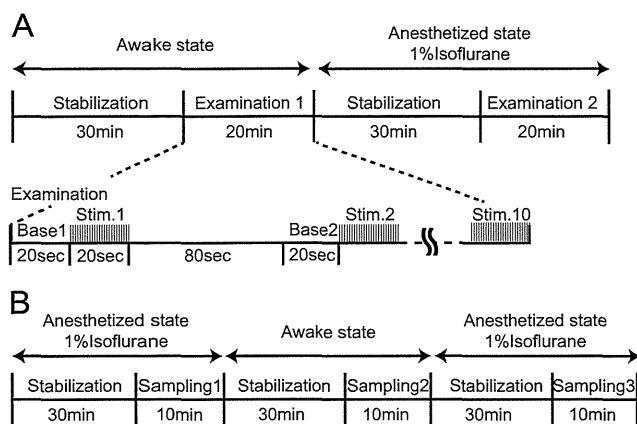 A
Awake state
Anesthetized state
1%Isoflurane
Stabilization Examination 1 Stabilization Examination 2
30min 20min 30min 20min
Examination
Base1 Stim.1 Base2 Stim.2 Stim.10
20sec 20sec 80sec 20sec
B
Anesthetized state
1%Isoflurane
Awake state
Anesthetized state
1%Isoflurane
Stabilization Sampling1 Stabilization Sampling2 Stabilization Sampling3
30min 10min 30min 10min 30min 10min